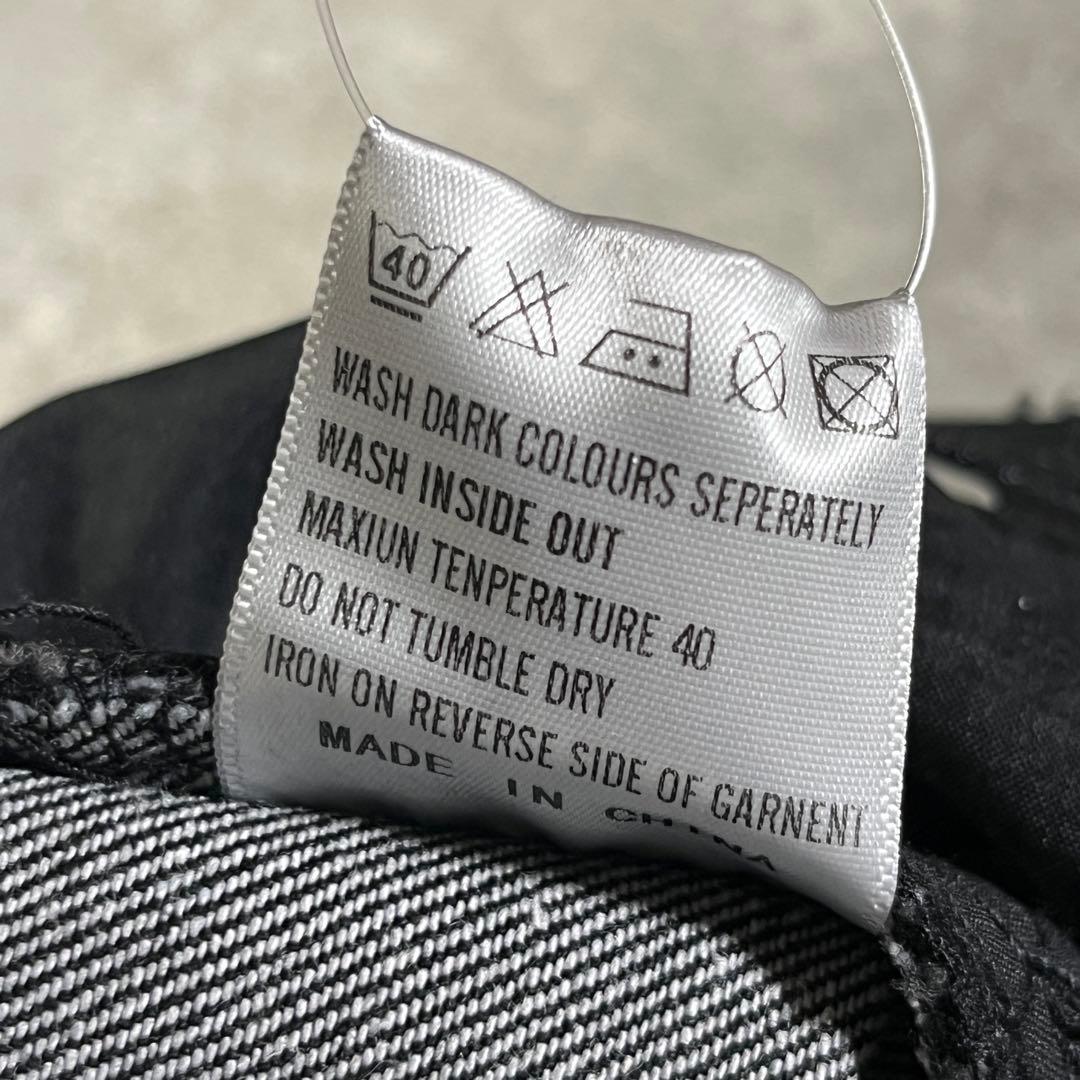 40
WASH DARK COLOURS SEPERATELY
WASH INSIDE OUT
MAXIUN TENPERATURE 40
DO NOT TUMBLE DRY
IRON ON REVERSE SIDE OF GARNENT
MADE IN CHINA